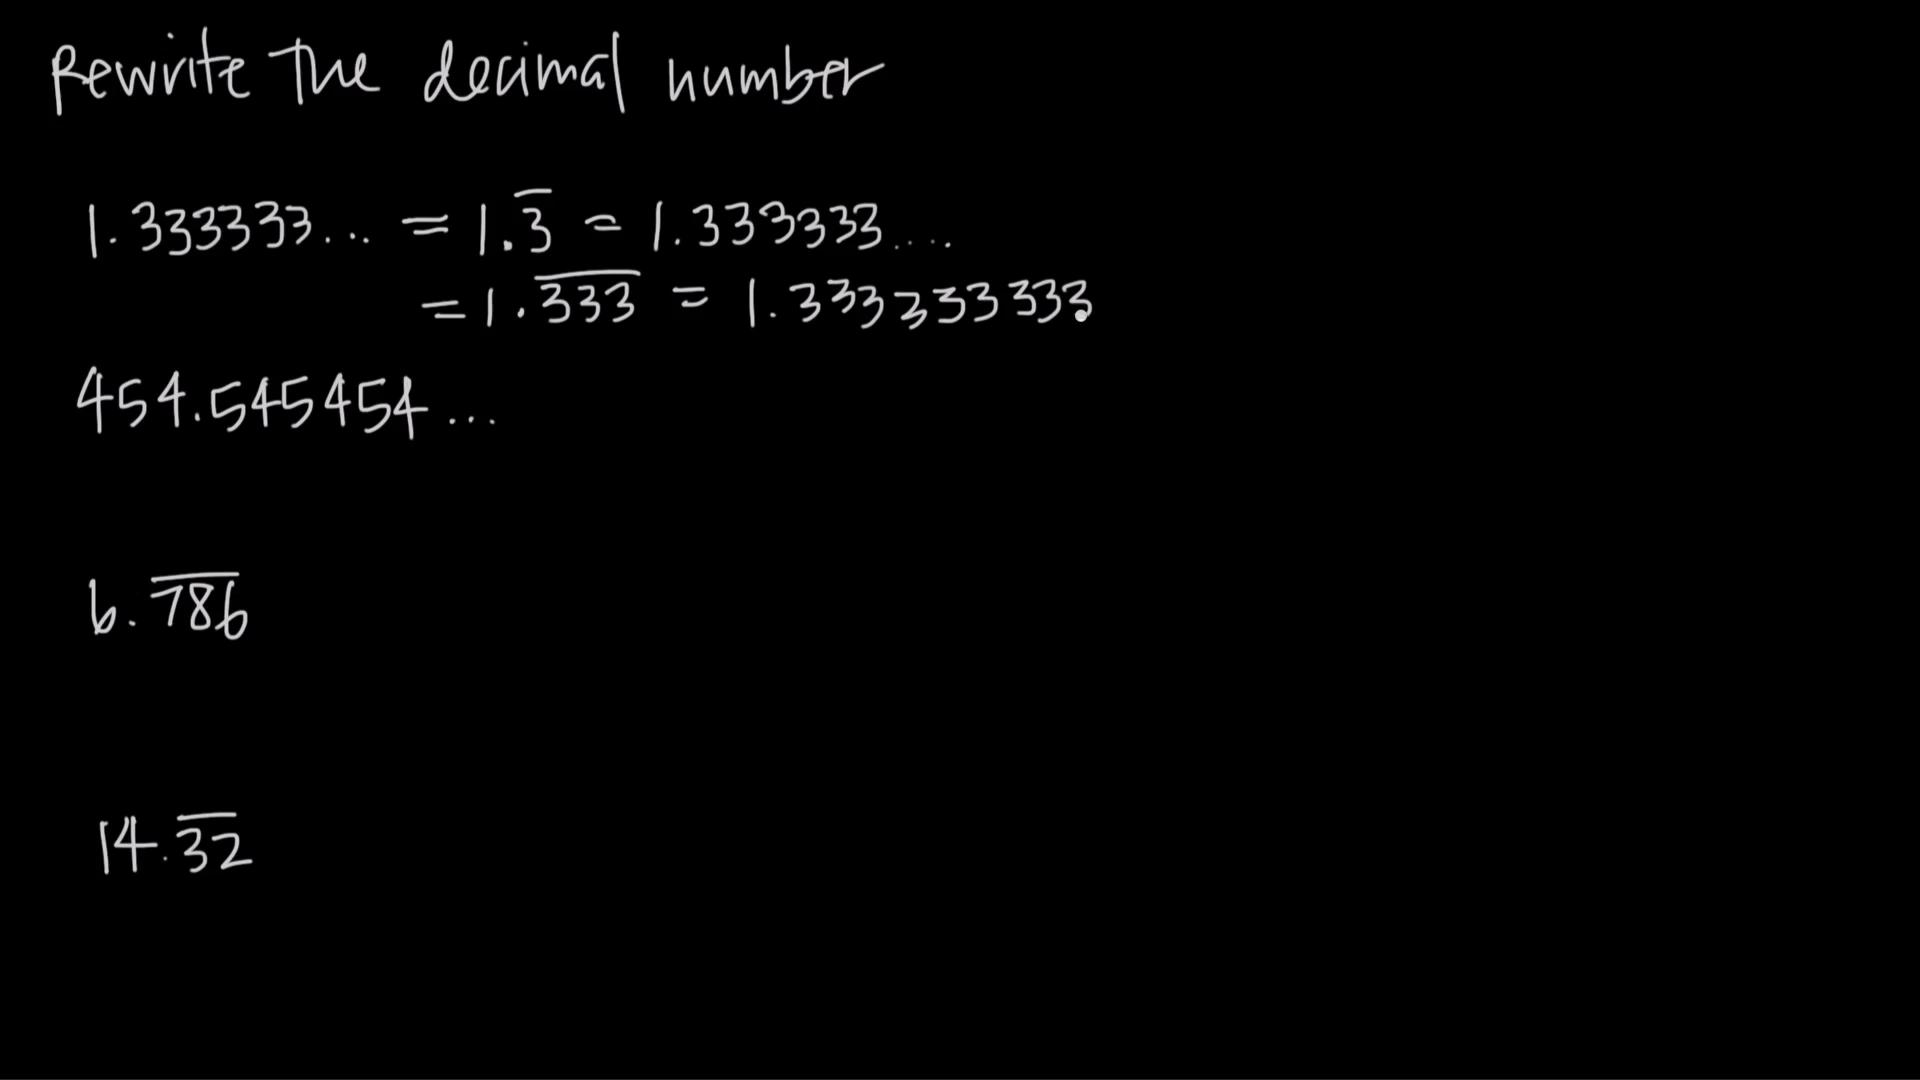 Rewrite the decimal number
1.333333... = 1.3̅ = 1.333333....
= 1.3̅3̅3̅ = 1.333333333
454.545454...
6.7̅8̅6̅
14.3̅2̅